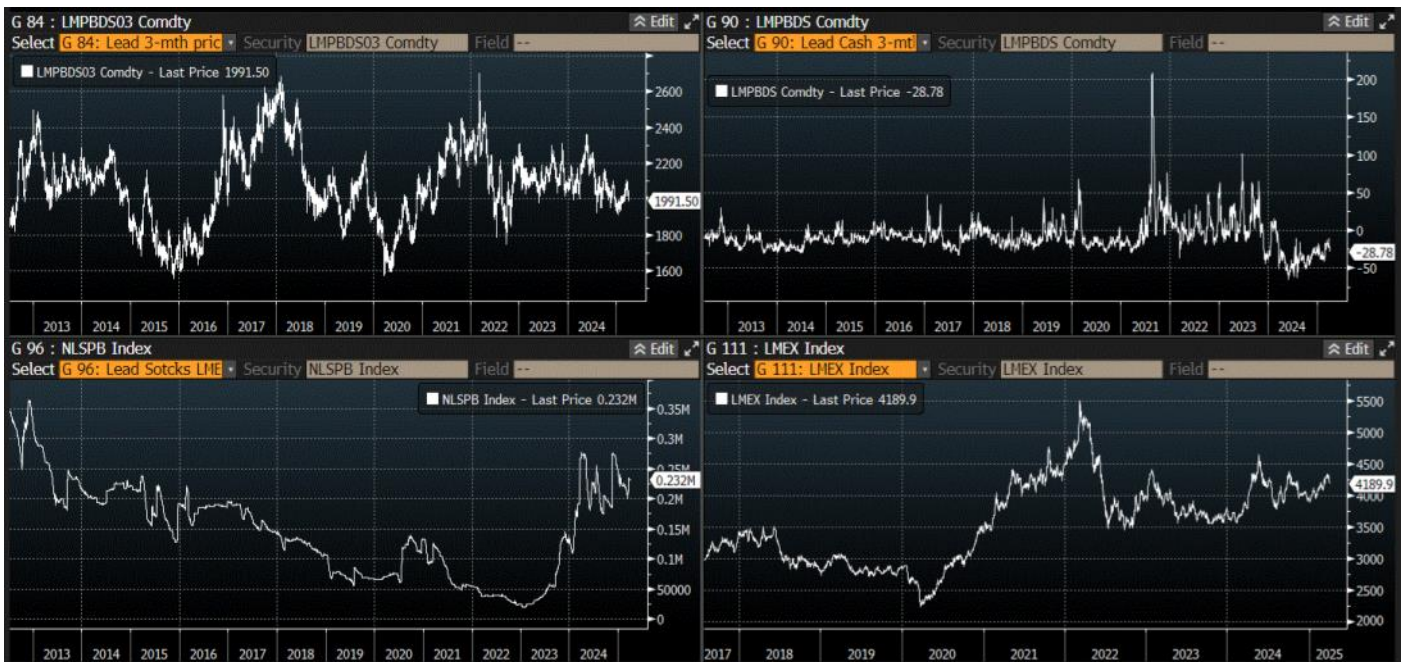 G 84 : LMPBDS03 Comdty
Edit
Select G 84: Lead 3-mth pric Security LMPBDS03 Comdty Field --
LMPBDS03 Comdty - Last Price 1991.50
2600
2400
2200
1991.50
1800
1600
2013 2014 2015 2016 2017 2018 2019 2020 2021 2022 2023 2024
G 90 : LMPBDS Comdty
Edit
Select G 90: Lead Cash 3-mtl Security LMPBDS Comdty Field --
LMPBDS Comdty - Last Price -28.78
200
150
100
50
0
-28.78
-50
2013 2014 2015 2016 2017 2018 2019 2020 2021 2022 2023 2024
G 96 : NLSPB Index
Edit
Select G 96: Lead Sotcks LME Security NLSPB Index Field --
NLSPB Index - Last Price 0.232M
0.35M
0.3M
0.25M
0.232M
0.2M
0.15M
0.1M
50000
0
2013 2014 2015 2016 2017 2018 2019 2020 2021 2022 2023 2024
G 111 : LMEX Index
Edit
Select G 111: LMEX Index Security LMEX Index Field --
LMEX Index - Last Price 4189.9
5500
5000
4500
4189.9
4000
3500
3000
2500
2000
2017 2018 2019 2020 2021 2022 2023 2024 2025